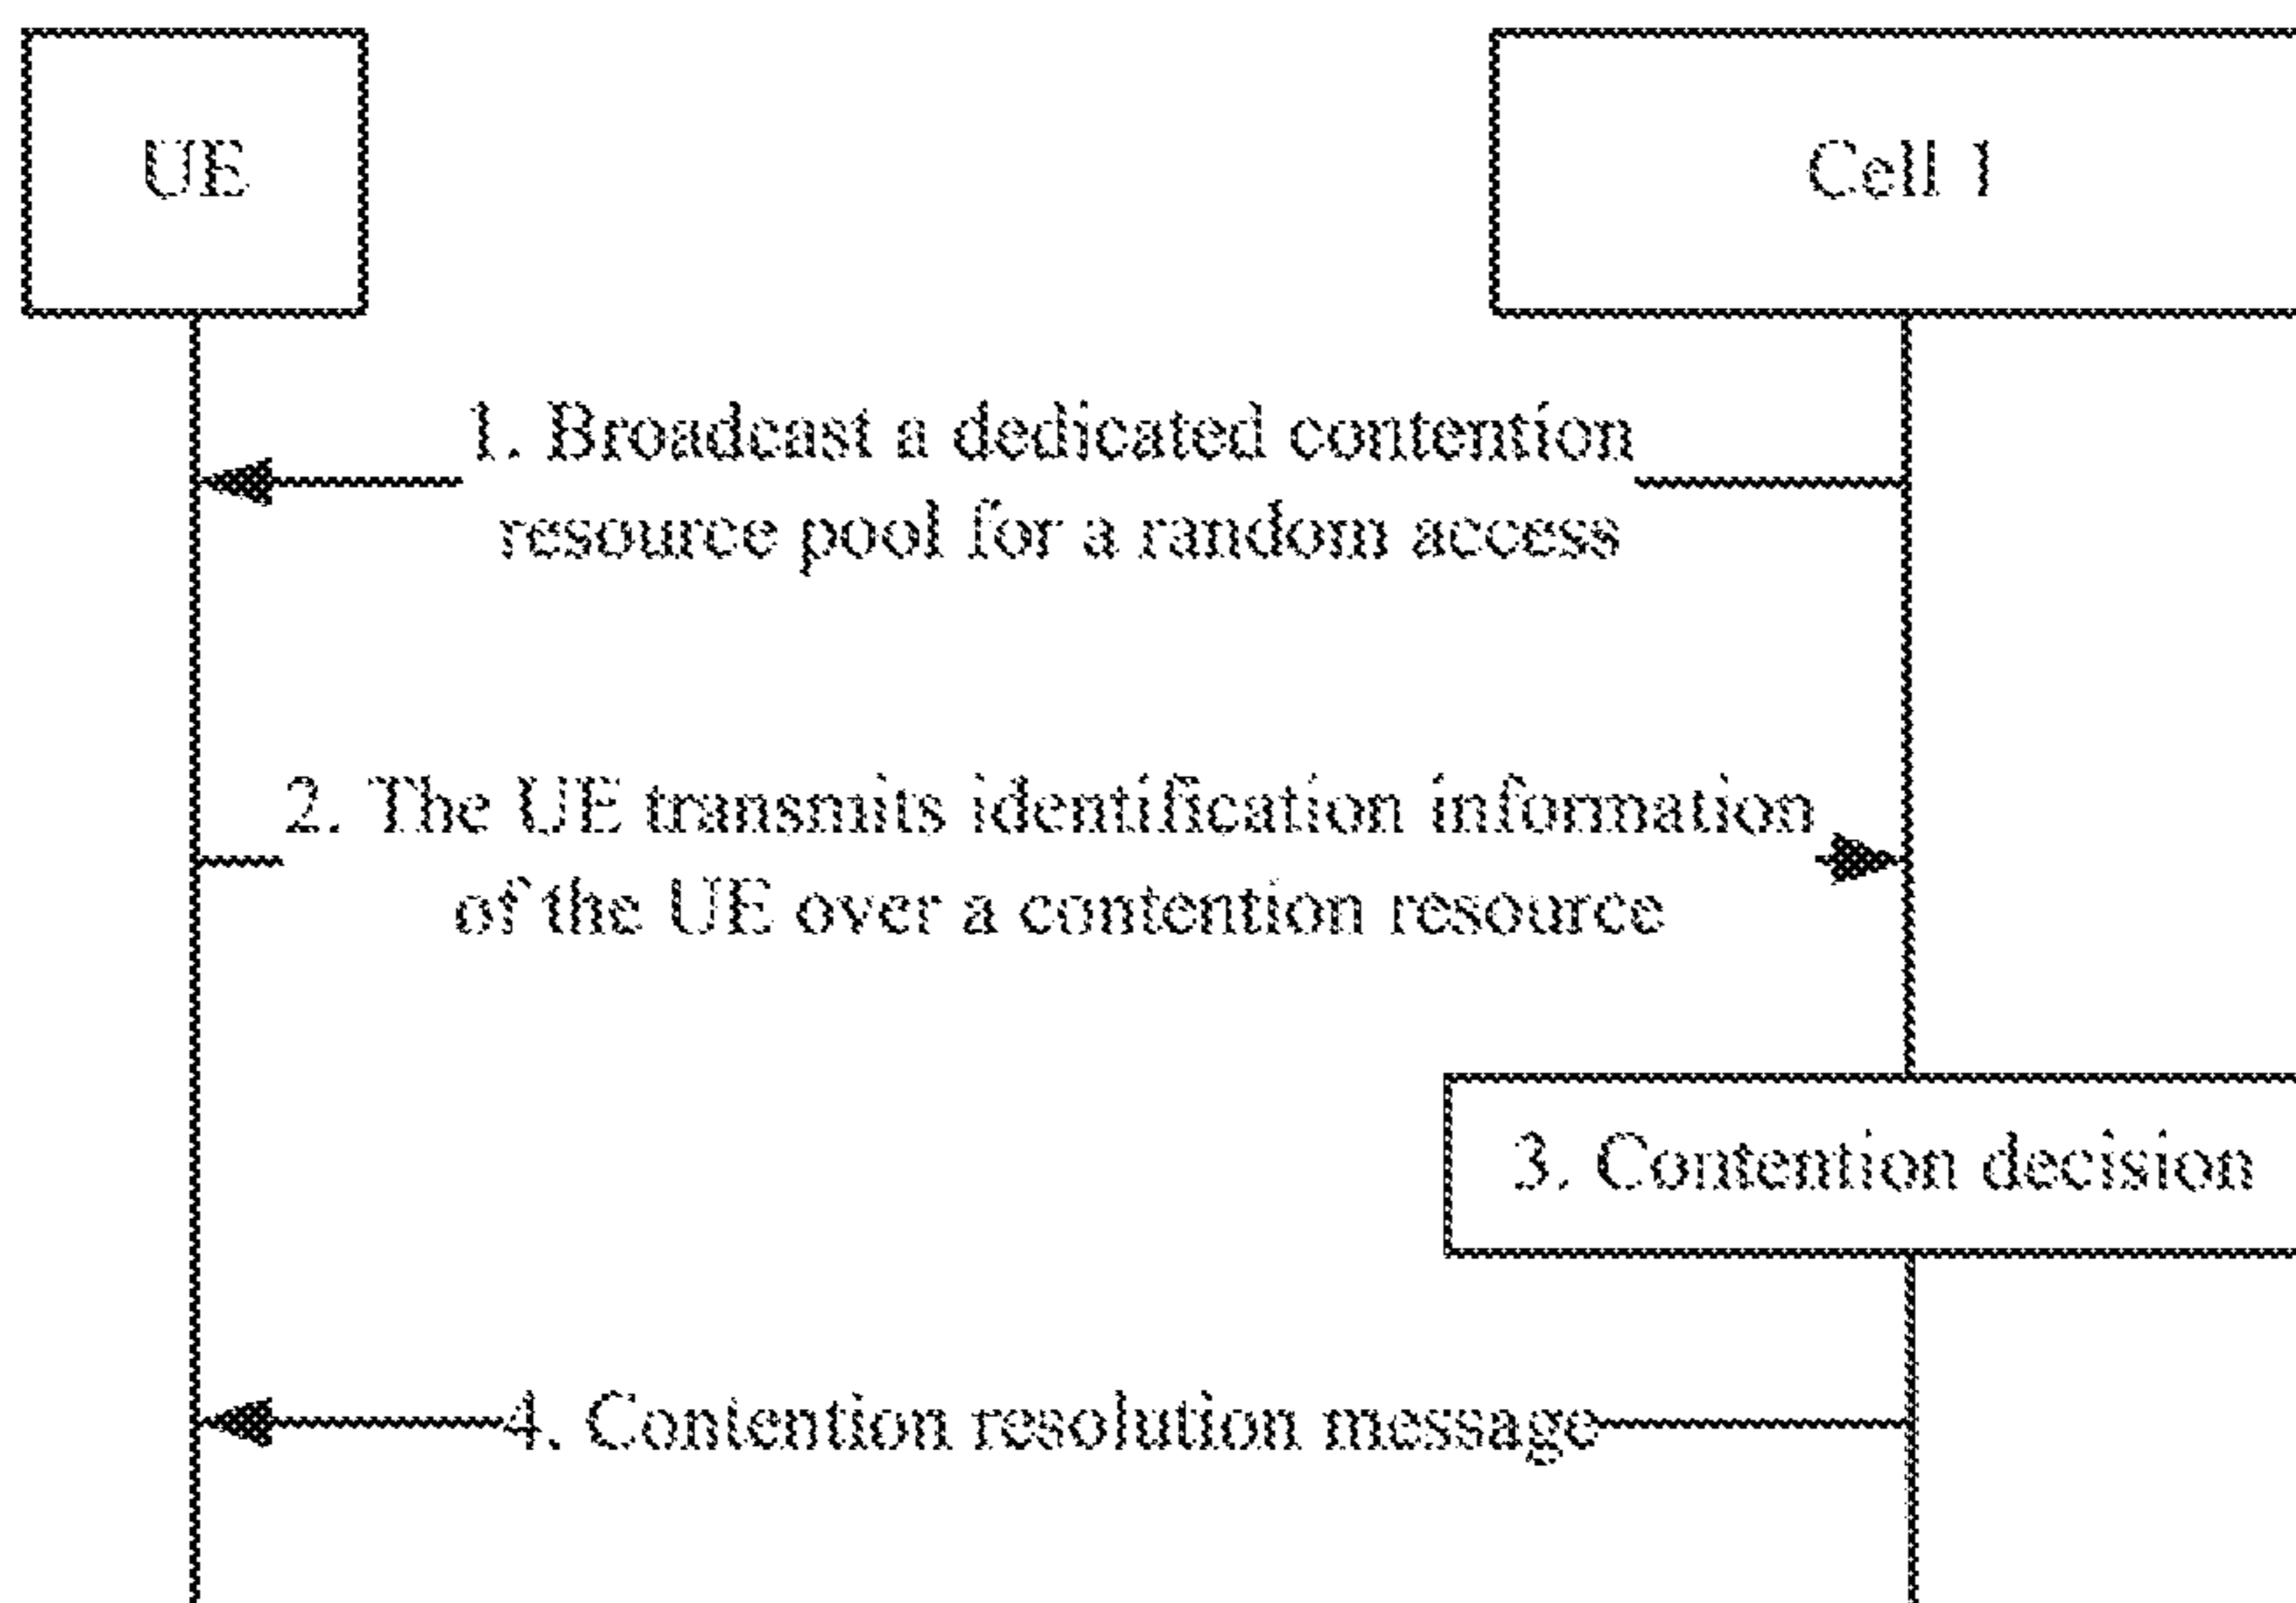 UE
Cell 1
1. Broadcast a dedicated contention
resource pool for a random access
2. The UE transmits identification information
of the UE over a contention resource
3. Contention decision
4. Contention resolution message